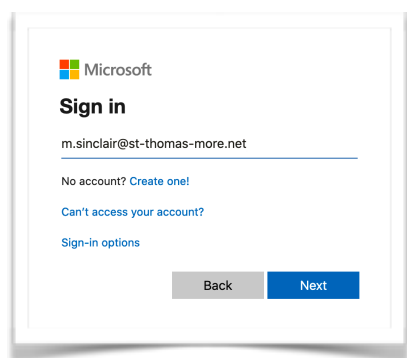 Microsoft
Sign in
m.sinclair@st-thomas-more.net
No account? Create one!
Can't access your account?
Sign-in options
Back Next